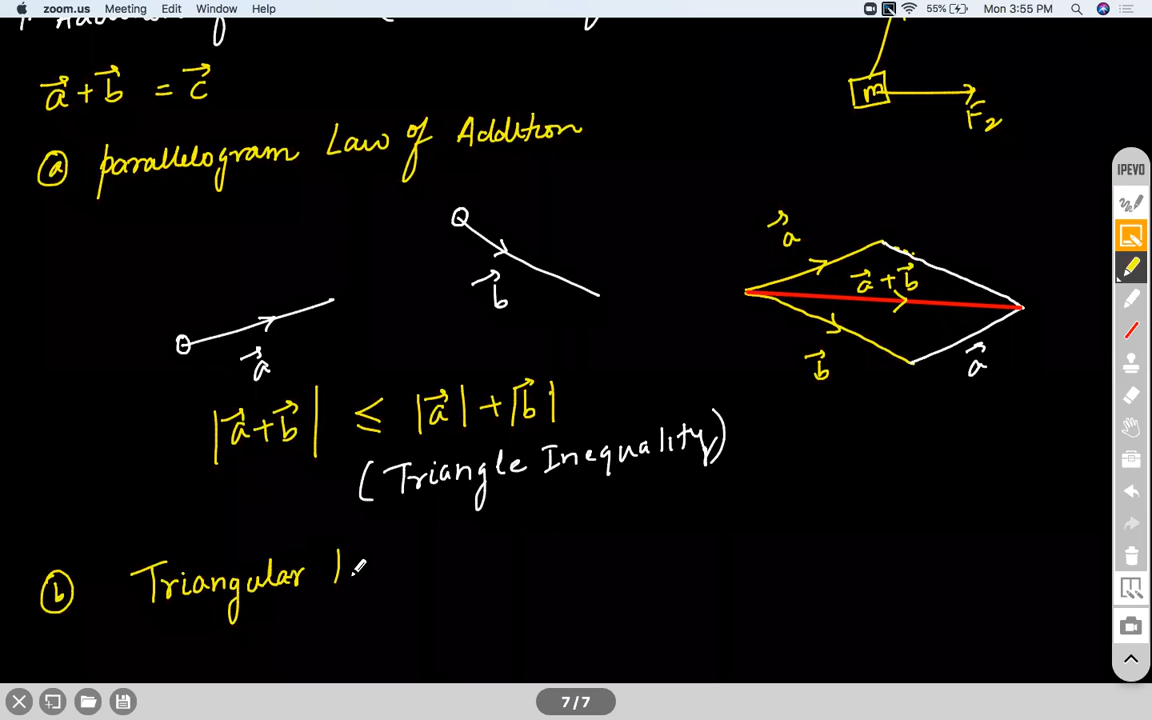 zoom.us Meeting Edit Window Help 55% Mon 3:55 PM
a⃗ + b⃗ = c⃗
m
F₂
ⓐ parallelogram Law of Addition
IPEVO
Q
b⃗
O
a⃗
a⃗
a⃗ + b⃗
b⃗
a⃗
|a⃗ + b⃗| ≤ |a⃗| + |b⃗|
(Triangle Inequality)
ⓑ Triangular
7/7